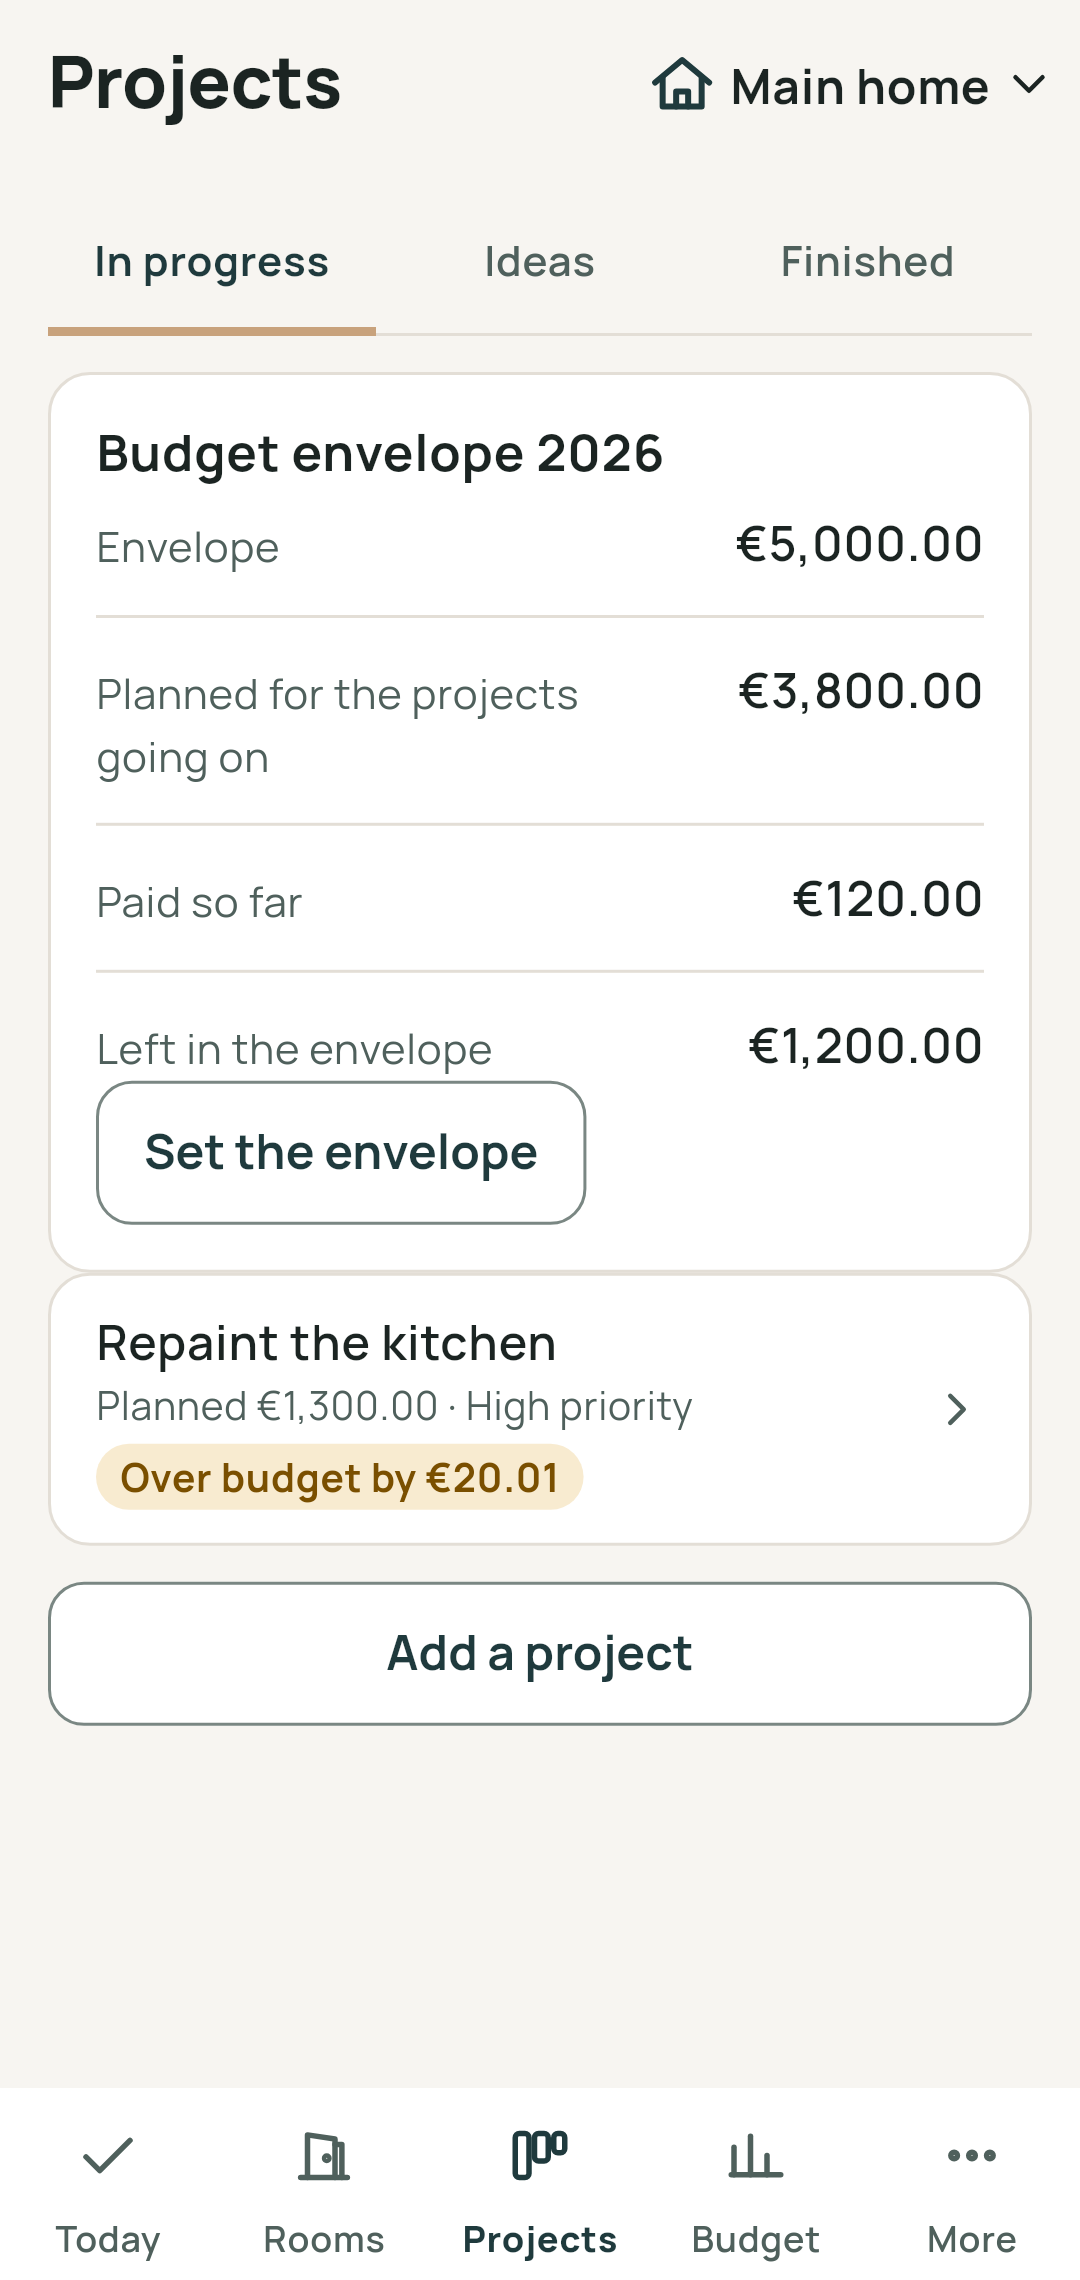 Projects
Main home
In progress
Ideas
Finished
Budget envelope 2026
Envelope
€5,000.00
Planned for the projects
going on
€3,800.00
Paid so far
€120.00
Left in the envelope
€1,200.00
Set the envelope
Repaint the kitchen
Planned €1,300.00 · High priority
Over budget by €20.01
Add a project
Today
Rooms
Projects
Budget
More